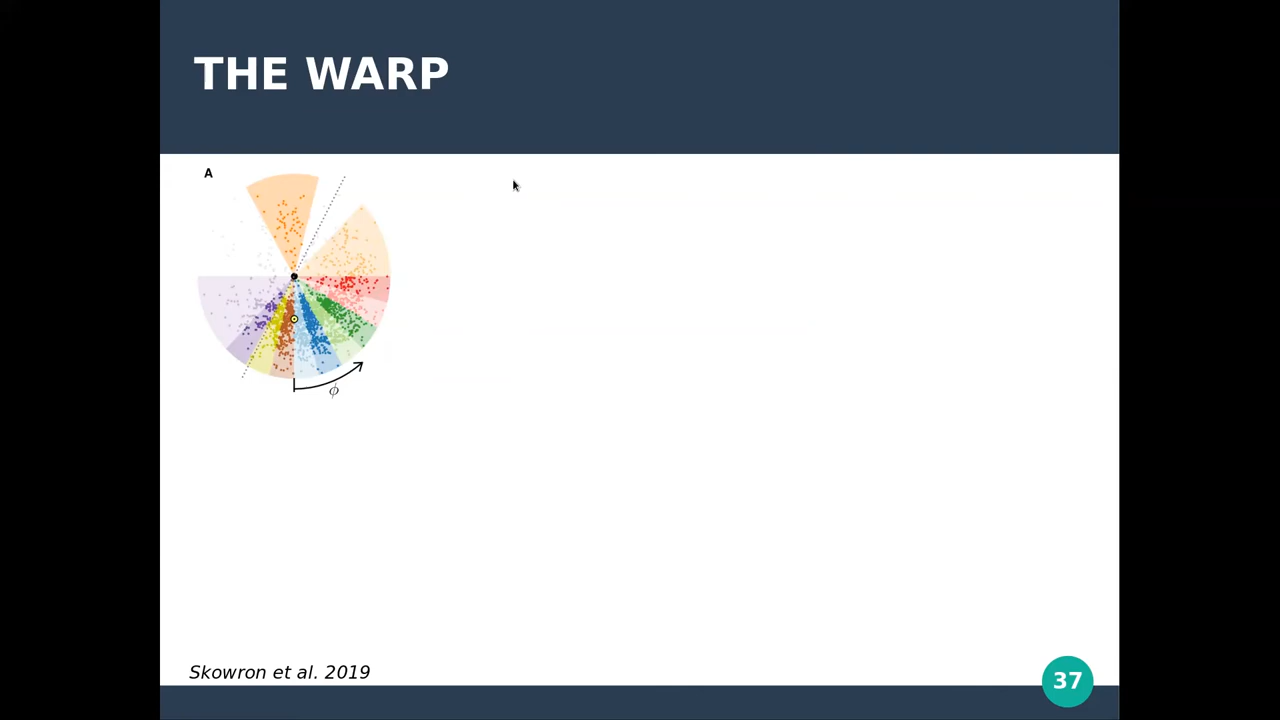 THE WARP
A
ϕ
Skowron et al. 2019
37